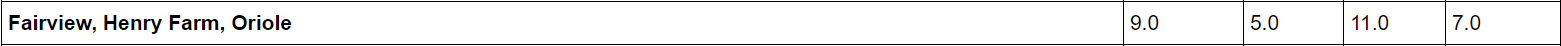 Fairview, Henry Farm, Oriole 9.0 5.0 11.0 7.0